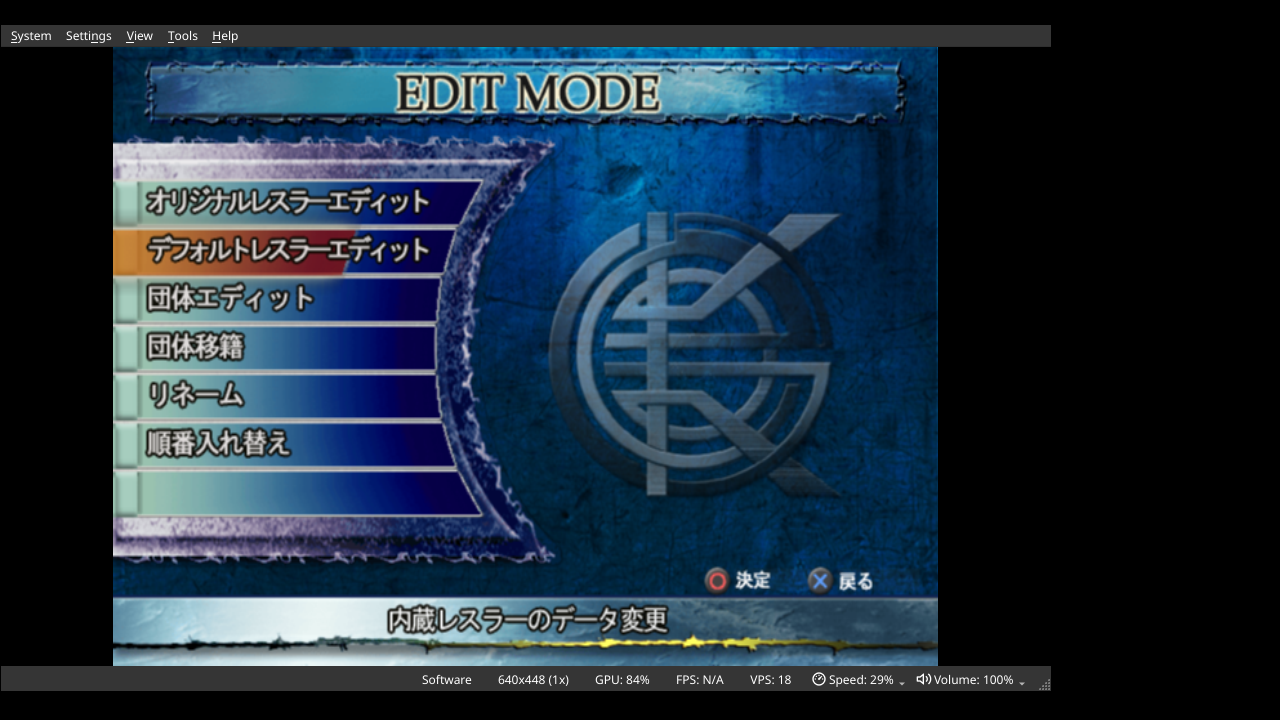 System Settings View Tools Help
EDIT MODE
オリジナルレスラーエディット
デフォルトレスラーエディット
団体エディット
団体移籍
リネーム
順番入れ替え
決定 戻る
内蔵レスラーのデータ変更
Software 640x448 (1x) GPU: 84% FPS: N/A VPS: 18 Speed: 29% Volume: 100%